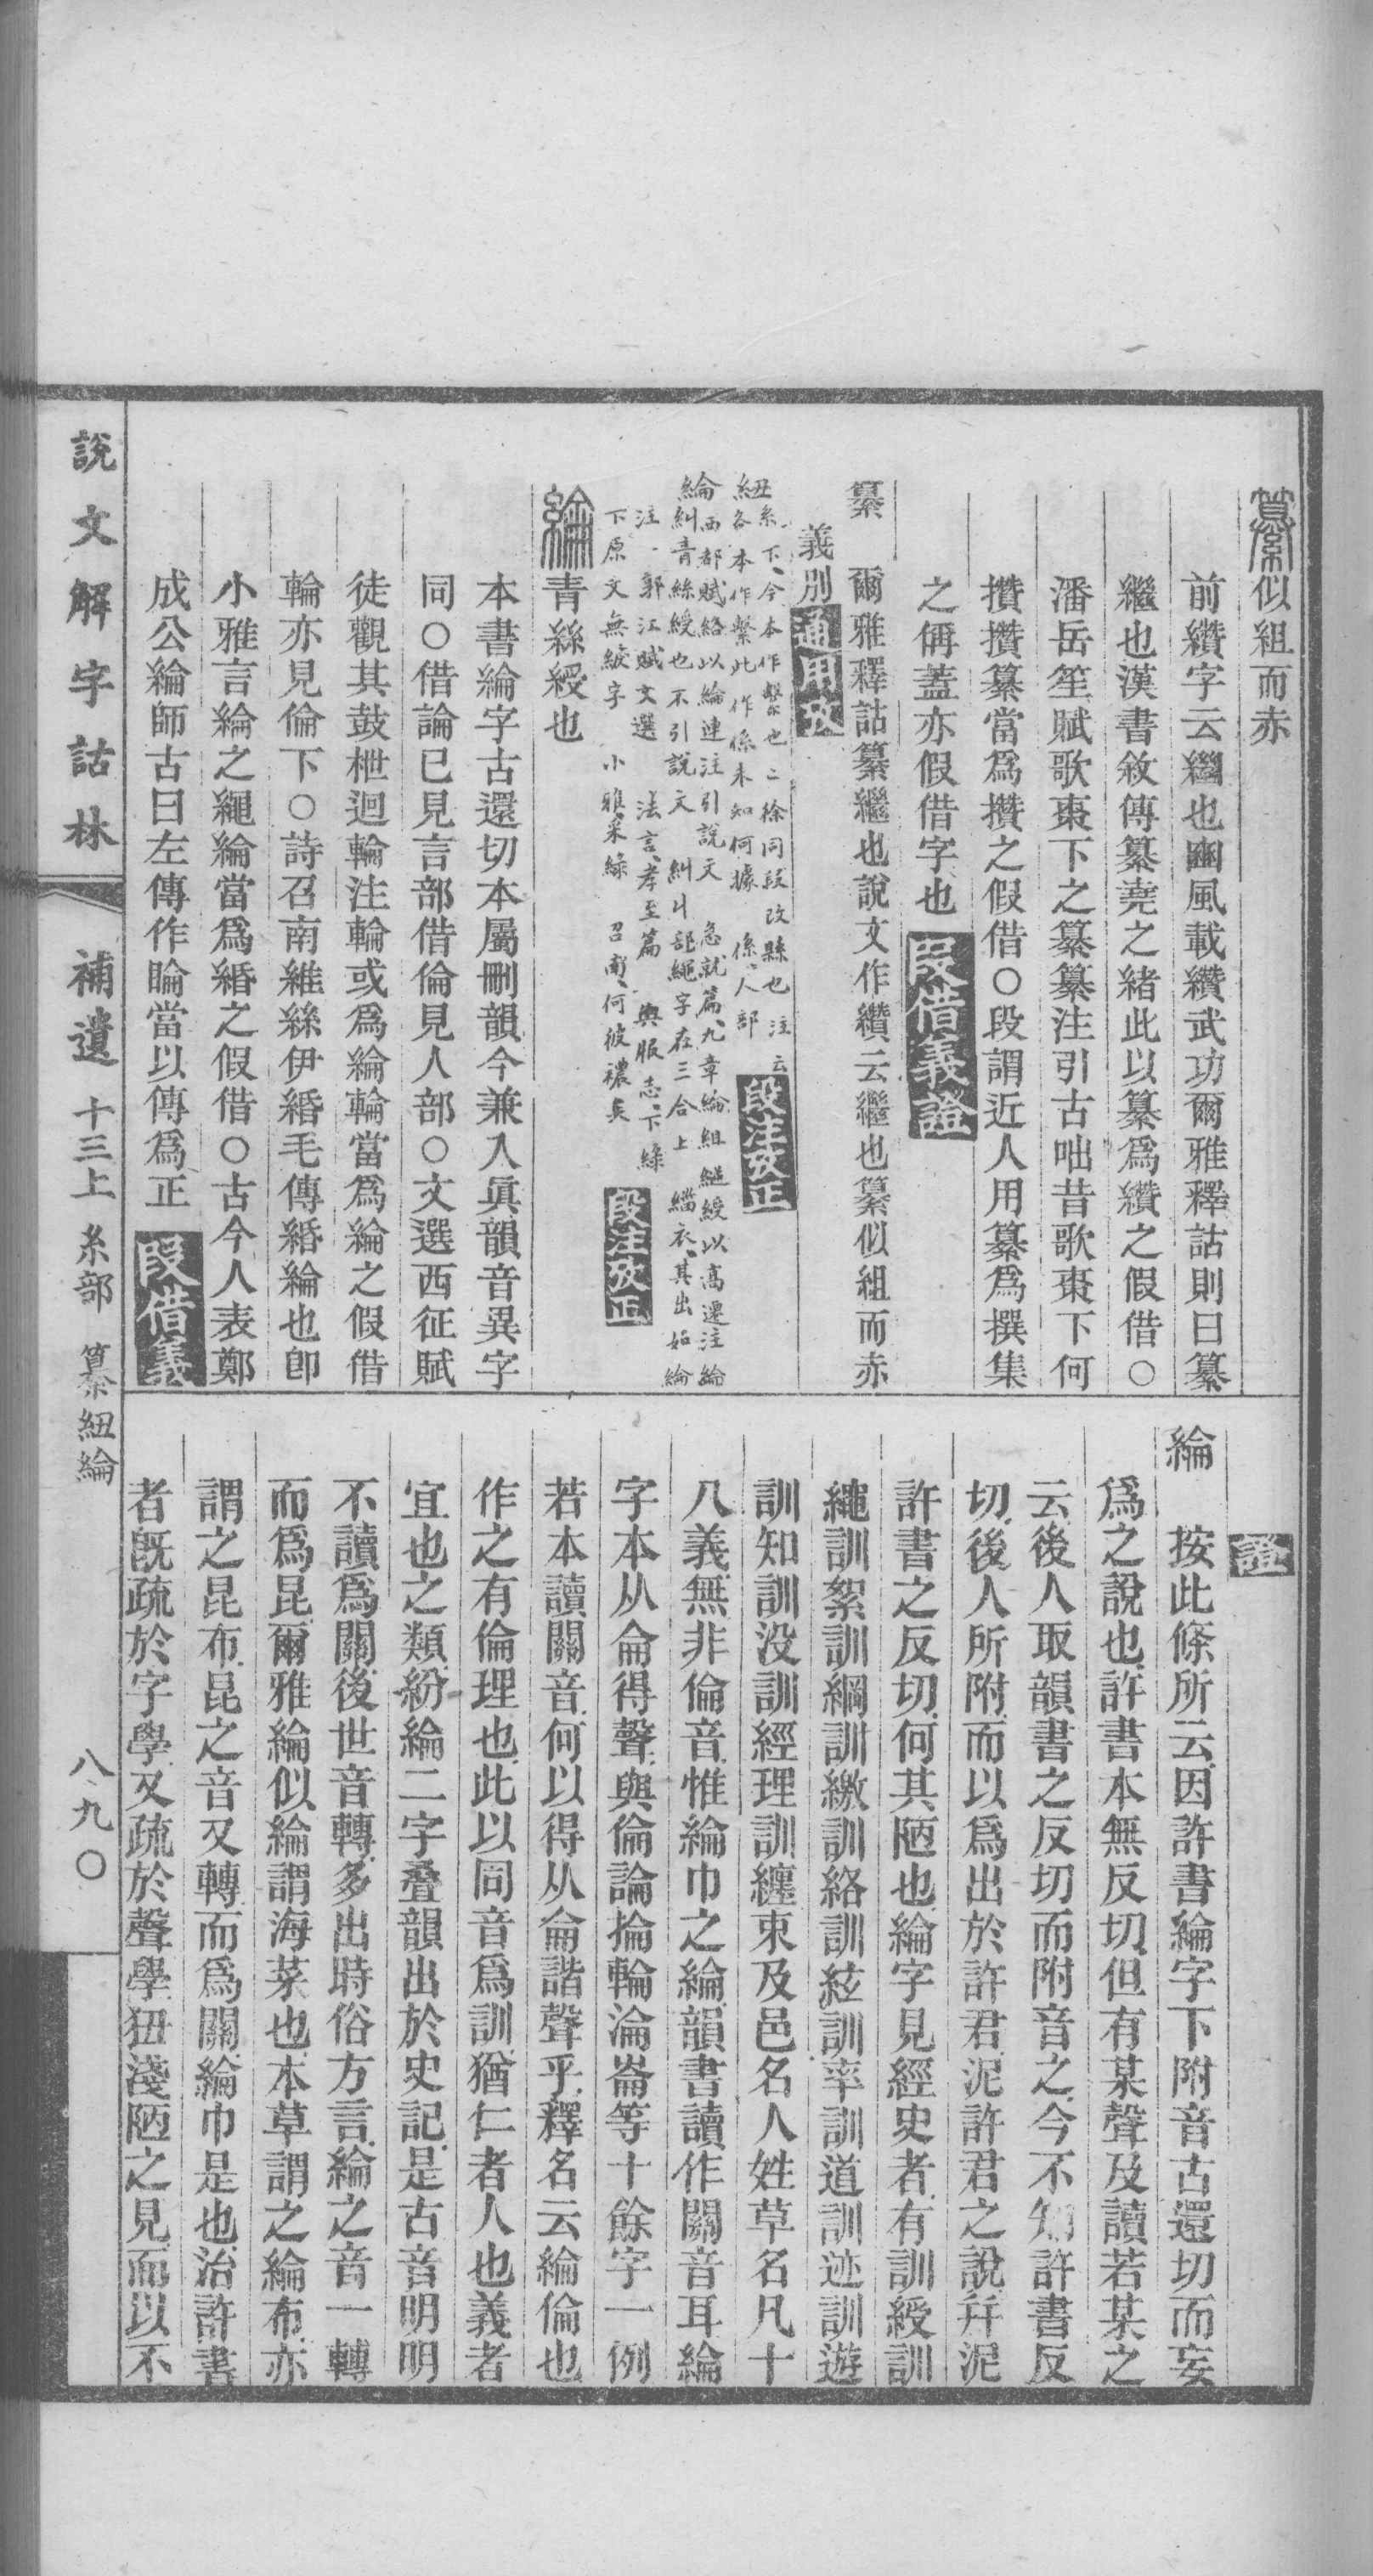 纂似組而赤
前纘字云繼也豳風載纘武功爾雅釋詁則曰纂
繼也漢書敘傳纂堯之緒此以纂爲纘之假借〇
潘岳笙賦歌棗下之纂纂注引古咄昔歌棗下何
攢攢纂當爲攢之假借〇段謂近人用纂爲撰集
之偁蓋亦假借字也 叚借義證
纂 爾雅釋詁纂繼也說文作纘云繼也纂似組而赤
義別 通用攷
紐 系下、今本作繫也二徐同段改縣也 注云
糸各本作繫此作係未知何據 係、人部 段注攷正
綸 西都賦綸以綸連注引說文 急就篇、九章綸組縌綬以高遷注綸
糾青絲綬也不引說文 糾丩部繩字在三合上 緇衣、其出如綸
注 郭江賦文選 法言、孝至篇 輿服志、下綠
下原文無綬字 小雅采綠 召南、何彼襛矣 段注攷正
綸青絲綬也
本書綸字古還切本屬刪韻今兼入眞韻音異字
同〇借論已見言部借倫見人部〇文選西征賦
徒觀其鼓枻迴輪注輪或爲綸輪當爲綸之假借
輪亦見倫下〇詩召南維絲伊緡毛傳緡綸也卽
小雅言綸之繩綸當爲緡之假借〇古今人表鄭
成公綸師古曰左傳作睔當以傳爲正 叚借義
證
綸 按此條所云因許書綸字下附音古還切而妄
爲之說也許書本無反切但有某聲及讀若某之
云後人取韻書之反切而附音之今不知許書反
切後人所附而以爲出於許君泥許君之說幷泥
許書之反切何其陋也綸字見經史者有訓綬訓
繩訓絮訓綱訓繳訓絡訓絃訓率訓道訓迹訓遊
訓知訓没訓經理訓纏束及邑名人姓草名凡十
八義無非倫音惟綸巾之綸韻書讀作關音耳綸
字本从侖得聲與倫論掄輪淪崙等十餘字一例
若本讀關音何以得从侖諧聲乎釋名云綸倫也
作之有倫理也此以同音爲訓猶仁者人也義者
宜也之類紛綸二字疊韻出於史記是古音明明
不讀爲關後世音轉多出時俗方言綸之音一轉
而爲昆爾雅綸似綸謂海菜也本草謂之綸布亦
謂之昆布昆之音又轉而爲關綸巾是也治許書
者旣疏於字學又疏於聲學狃淺陋之見而以不
說文解字詁林 補遺 十三上 糸部 纂紐綸 八九〇